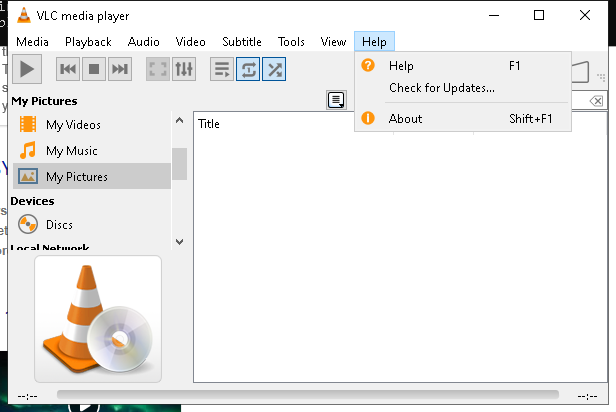 VLC media player
Media Playback Audio Video Subtitle Tools View Help
Help F1
Check for Updates...
About Shift+F1
My Pictures
My Videos
My Music
My Pictures
Devices
Discs
Local Network
Title
--:-- --:--